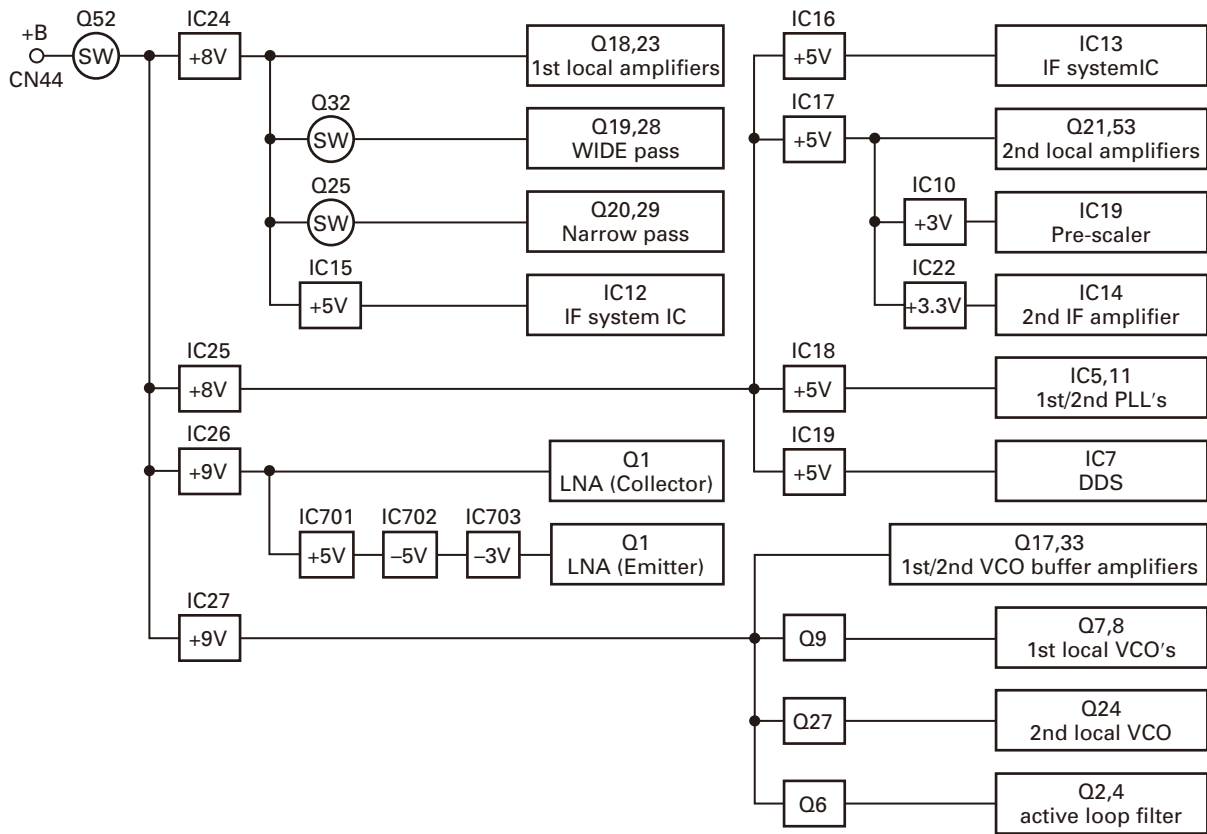 +B
CN44
Q52
SW
IC24
+8V
Q18,23
1st local amplifiers
Q32
SW
Q19,28
WIDE pass
Q25
SW
Q20,29
Narrow pass
IC15
+5V
IC12
IF system IC
IC25
+8V
IC16
+5V
IC13
IF systemIC
IC17
+5V
Q21,53
2nd local amplifiers
IC10
+3V
IC19
Pre-scaler
IC22
+3.3V
IC14
2nd IF amplifier
IC18
+5V
IC5,11
1st/2nd PLL's
IC19
+5V
IC7
DDS
IC26
+9V
Q1
LNA (Collector)
IC701
+5V
IC702
–5V
IC703
–3V
Q1
LNA (Emitter)
IC27
+9V
Q17,33
1st/2nd VCO buffer amplifiers
Q9
Q7,8
1st local VCO's
Q27
Q24
2nd local VCO
Q6
Q2,4
active loop filter